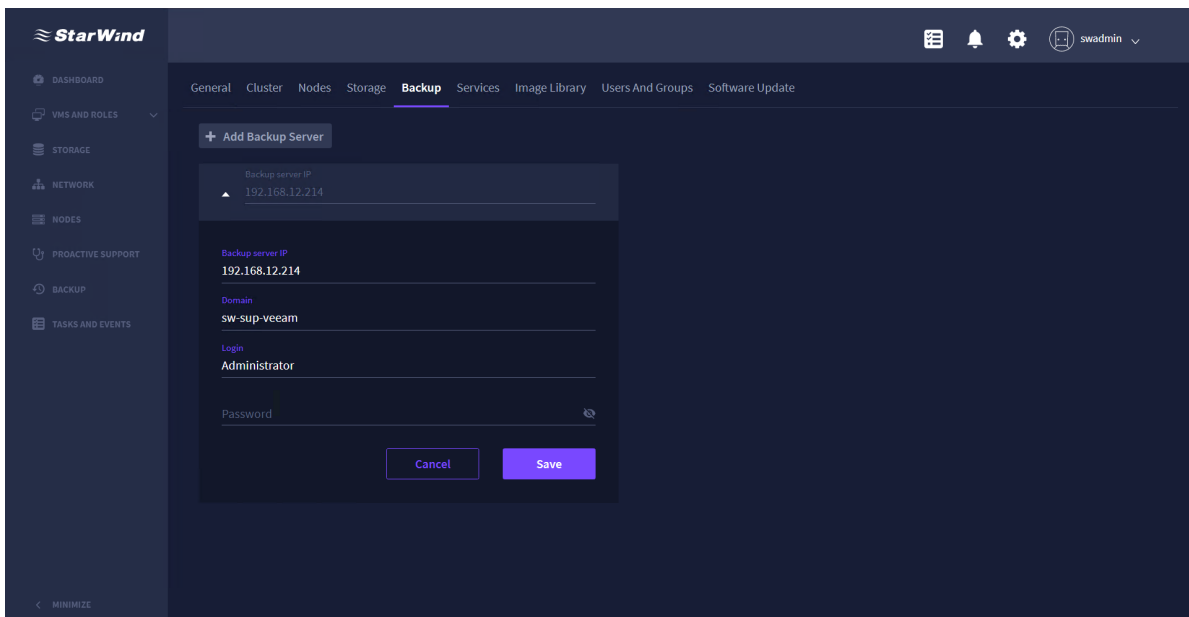 StarWind
swadmin
DASHBOARD
VMS AND ROLES
STORAGE
NETWORK
NODES
PROACTIVE SUPPORT
BACKUP
TASKS AND EVENTS
MINIMIZE
General Cluster Nodes Storage Backup Services Image Library Users And Groups Software Update
+ Add Backup Server
Backup server IP
192.168.12.214
Backup server IP
192.168.12.214
Domain
sw-sup-veeam
Login
Administrator
Password
Cancel Save